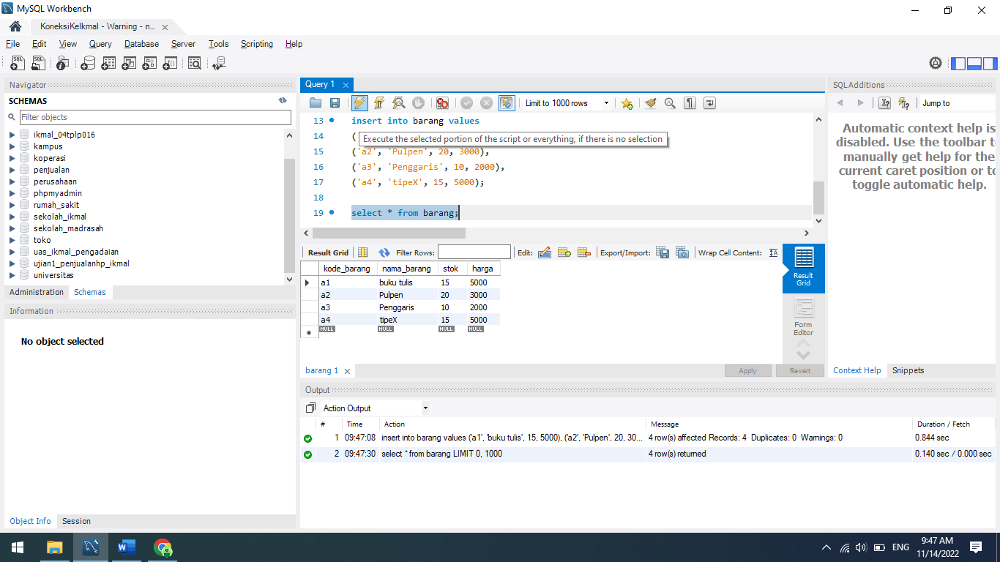 MySQL Workbench
KoneksiKelkmal - Warning - n...
File Edit View Query Database Server Tools Scripting Help
Navigator
SCHEMAS
Filter objects
ikmal_04tplp016
kampus
koperasi
penjualan
perusahaan
phpmyadmin
rumah_sakit
sekolah_ikmal
sekolah_madrasah
toko
uas_ikmal_pengadaian
ujian1_penjualanhp_ikmal
universitas
Administration Schemas
Information
No object selected
Object Info Session
Query 1
Limit to 1000 rows
13 insert into barang values
14 (
Execute the selected portion of the script or everything, if there is no selection
15 ('a2', 'Pulpen', 20, 3000),
16 ('a3', 'Penggaris', 10, 2000),
17 ('a4', 'tipeX', 15, 5000);
18
19 select * from barang;
Result Grid Filter Rows: Edit: Export/Import: Wrap Cell Content:
kode_barang nama_barang stok harga
a1 buku tulis 15 5000
a2 Pulpen 20 3000
a3 Penggaris 10 2000
a4 tipeX 15 5000
NULL NULL NULL NULL
Result
Grid
Form
Editor
barang 1 Apply Revert
SQLAdditions
Jump to
Automatic context help is
disabled. Use the toolbar t
manually get help for the
current caret position or to
toggle automatic help.
Context Help Snippets
Output
Action Output
# Time Action Message Duration / Fetch
1 09:47:08 insert into barang values ('a1', 'buku tulis', 15, 5000), ('a2', 'Pulpen', 20, 30... 4 row(s) affected Records: 4 Duplicates: 0 Warnings: 0 0.844 sec
2 09:47:30 select * from barang LIMIT 0, 1000 4 row(s) returned 0.140 sec / 0.000 sec
ENG
9:47 AM
11/14/2022